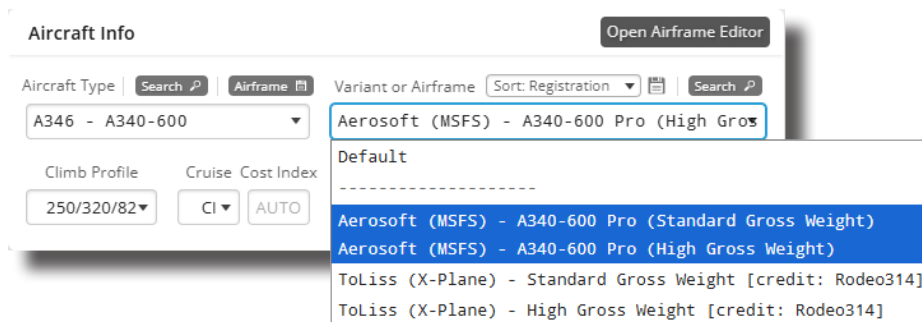 Aircraft Info
Open Airframe Editor
Aircraft Type
Search
Airframe
Variant or Airframe
Sort: Registration
Search
A346 - A340-600
Aerosoft (MSFS) - A340-600 Pro (High Gros
Default
--------------------
Climb Profile
Cruise
Cost Index
250/320/82
CI
AUTO
Aerosoft (MSFS) - A340-600 Pro (Standard Gross Weight)
Aerosoft (MSFS) - A340-600 Pro (High Gross Weight)
ToLiss (X-Plane) - Standard Gross Weight [credit: Rodeo314]
ToLiss (X-Plane) - High Gross Weight [credit: Rodeo314]